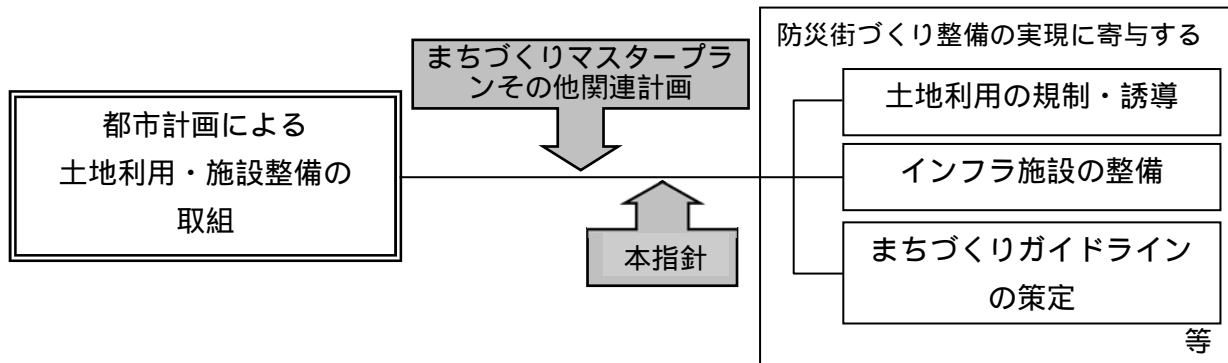 都市計画による
土地利用・施設整備の
取組
まちづくりマスタープラ
ンその他関連計画
本指針
防災街づくり整備の実現に寄与する
土地利用の規制・誘導
インフラ施設の整備
まちづくりガイドライン
の策定
等